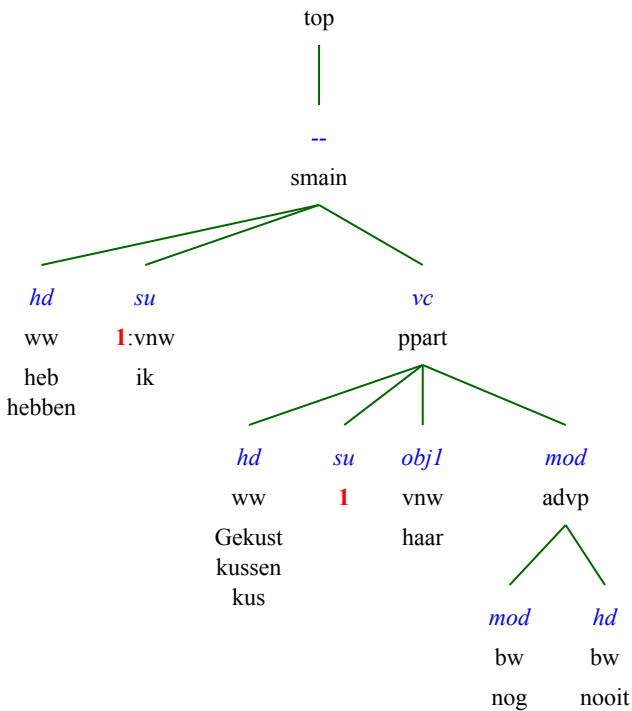 top
--
smain
hd su vc
ww 1:vnw ppart
heb ik
hebben
hd su obj1 mod
ww 1 vnw advp
Gekust haar
kussen
kus
mod hd
bw bw
nog nooit